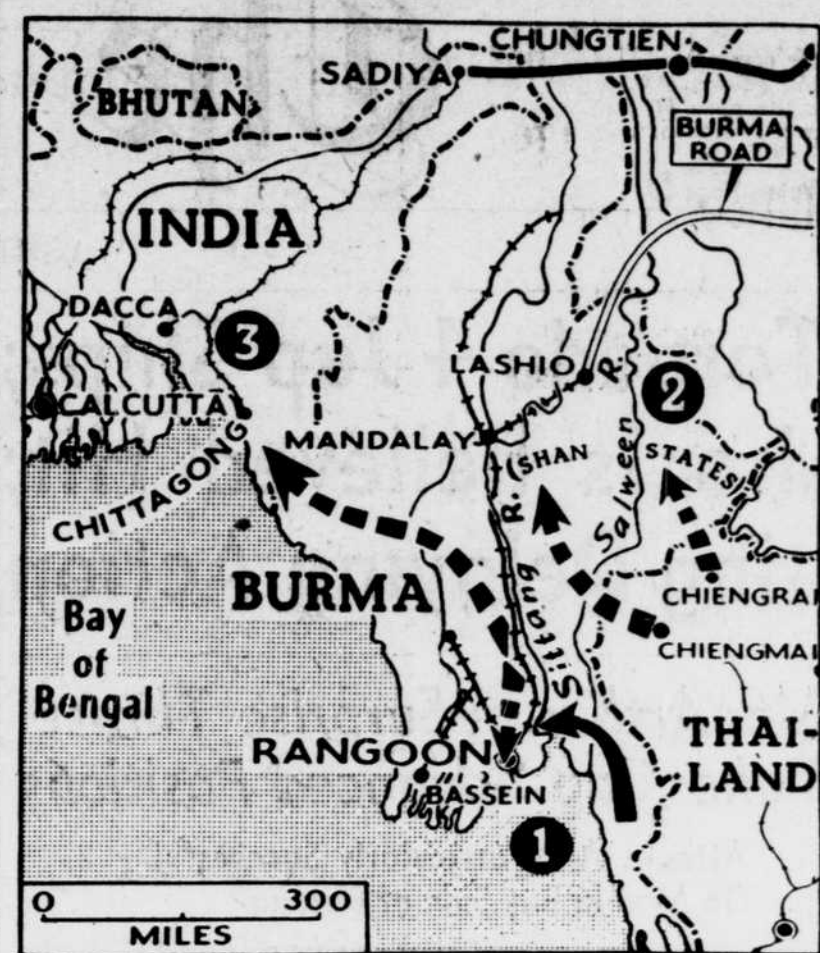 CHUNGTIEN
SADIYA
BHUTAN
BURMA
ROAD
INDIA
DACCA
3
LASHIO
R.
2
CALCUTTA
MANDALAY
R.
(SHAN
STATES)
Salween
CHITTAGONG
BURMA
Sittang
CHIENGRAI
CHIENGMAI
Bay
of
Bengal
THAI-
LAND
RANGOON
BASSEIN
1
0 300
MILES